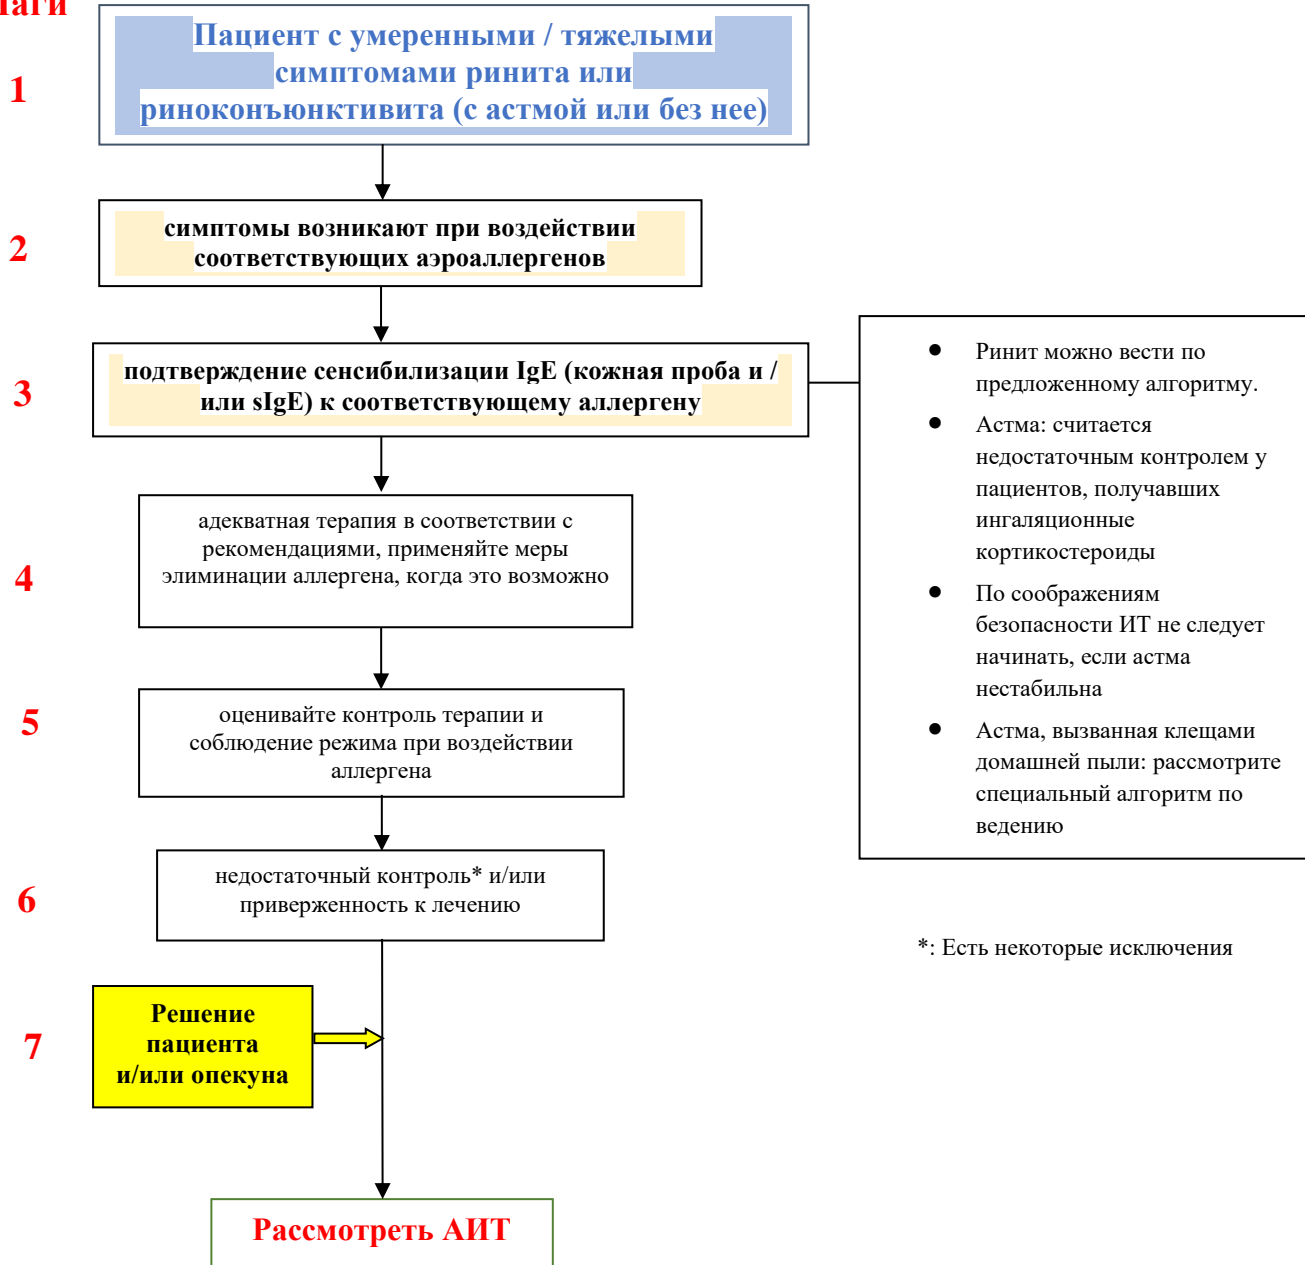 Шаги
1
Пациент с умеренными / тяжелыми
симптомами ринита или
риноконъюнктивита (с астмой или без нее)
2
симптомы возникают при воздействии
соответствующих аэроаллергенов
3
подтверждение сенсибилизации IgE (кожная проба и /
или sIgE) к соответствующему аллергену
● Ринит можно вести по
предложенному алгоритму.
● Астма: считается
недостаточным контролем у
пациентов, получавших
ингаляционные
кортикостероиды
● По соображениям
безопасности ИТ не следует
начинать, если астма
нестабильна
● Астма, вызванная клещами
домашней пыли: рассмотрите
специальный алгоритм по
ведению
4
адекватная терапия в соответствии с
рекомендациями, применяйте меры
элиминации аллергена, когда это возможно
5
оценивайте контроль терапии и
соблюдение режима при воздействии
аллергена
6
недостаточный контроль* и/или
приверженность к лечению
*: Есть некоторые исключения
7
Решение
пациента
и/или опекуна
Рассмотреть АИТ